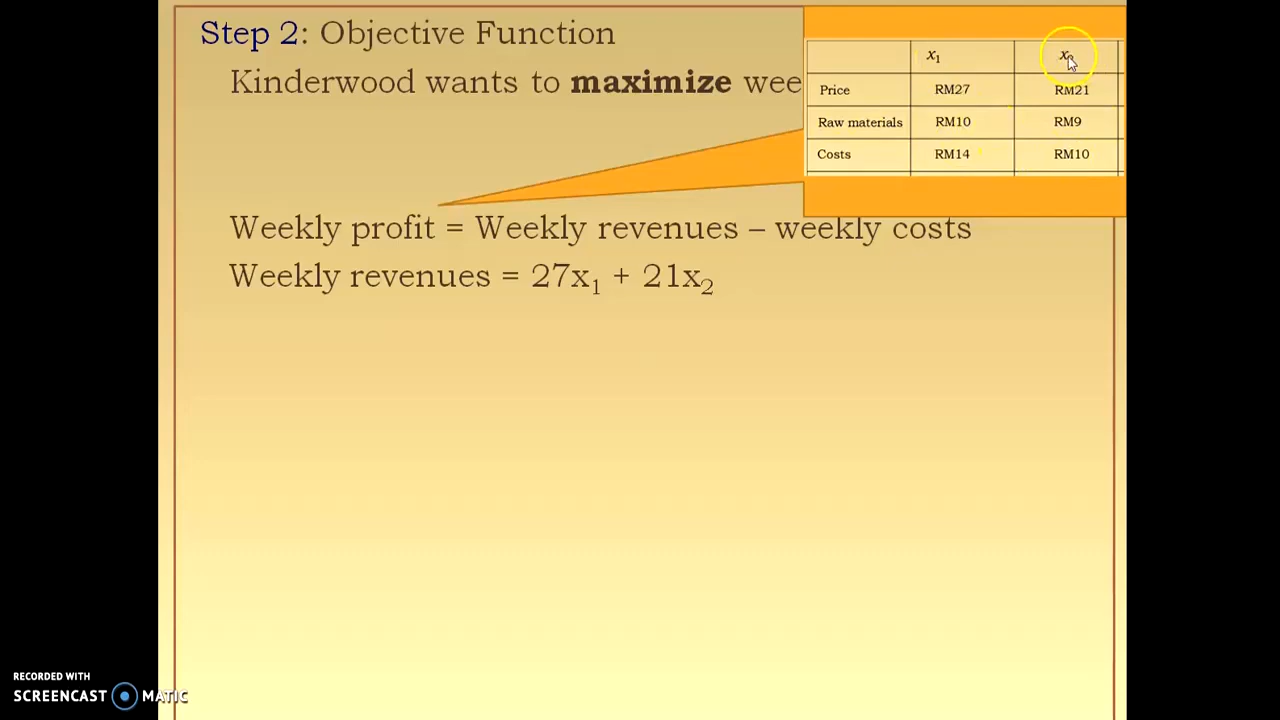 Step 2: Objective Function
Kinderwood wants to maximize wee
x₁ x₂
Price RM27 RM21
Raw materials RM10 RM9
Costs RM14 RM10
Weekly profit = Weekly revenues – weekly costs
Weekly revenues = 27x₁ + 21x₂
RECORDED WITH
SCREENCAST MATIC